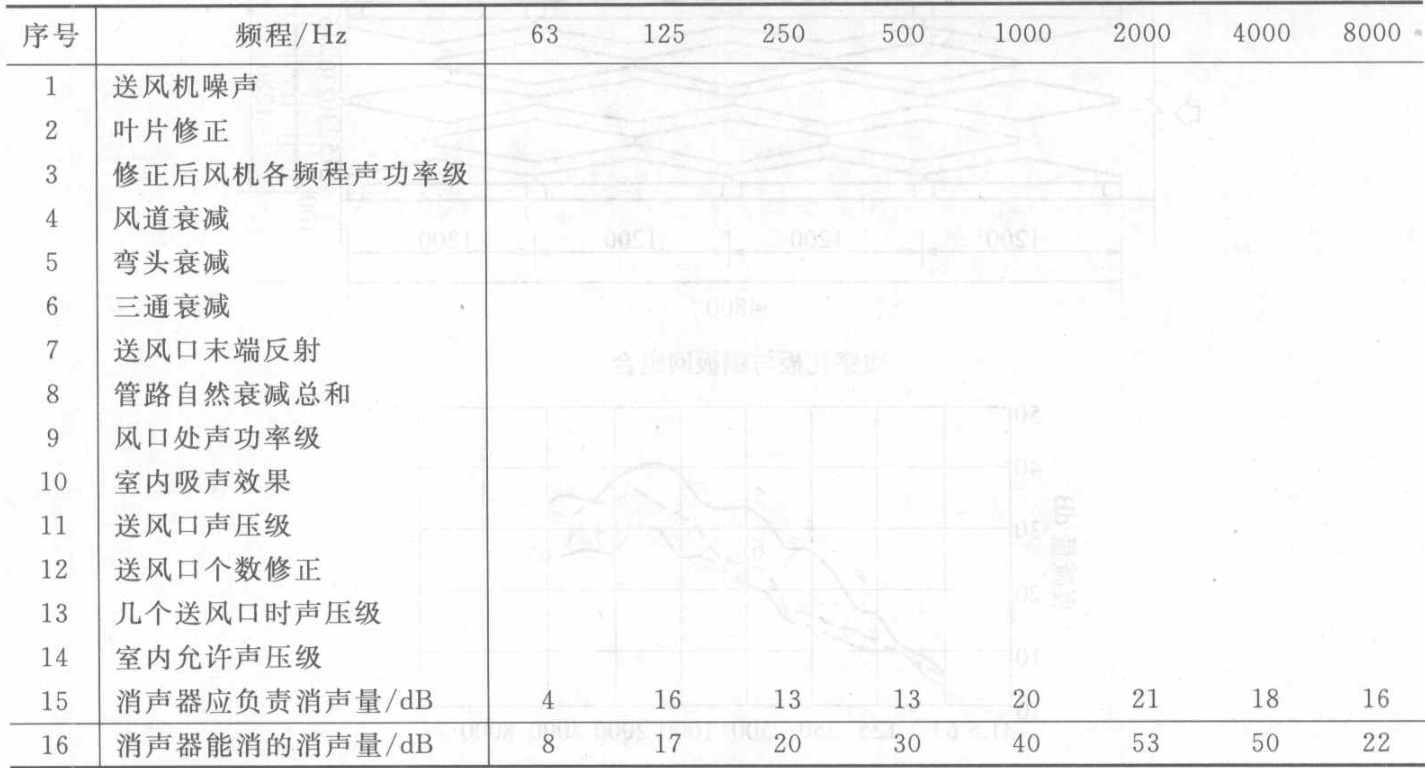 序号 频程/Hz 63 125 250 500 1000 2000 4000 8000
1 送风机噪声
2 叶片修正
3 修正后风机各频程声功率级
4 风道衰减
5 弯头衰减
6 三通衰减
7 送风口末端反射
8 管路自然衰减总和
9 风口处声功率级
10 室内吸声效果
11 送风口声压级
12 送风口个数修正
13 几个送风口时声压级
14 室内允许声压级
15 消声器应负责消声量/dB 4 16 13 13 20 21 18 16
16 消声器能消的消声量/dB 8 17 20 30 40 53 50 22